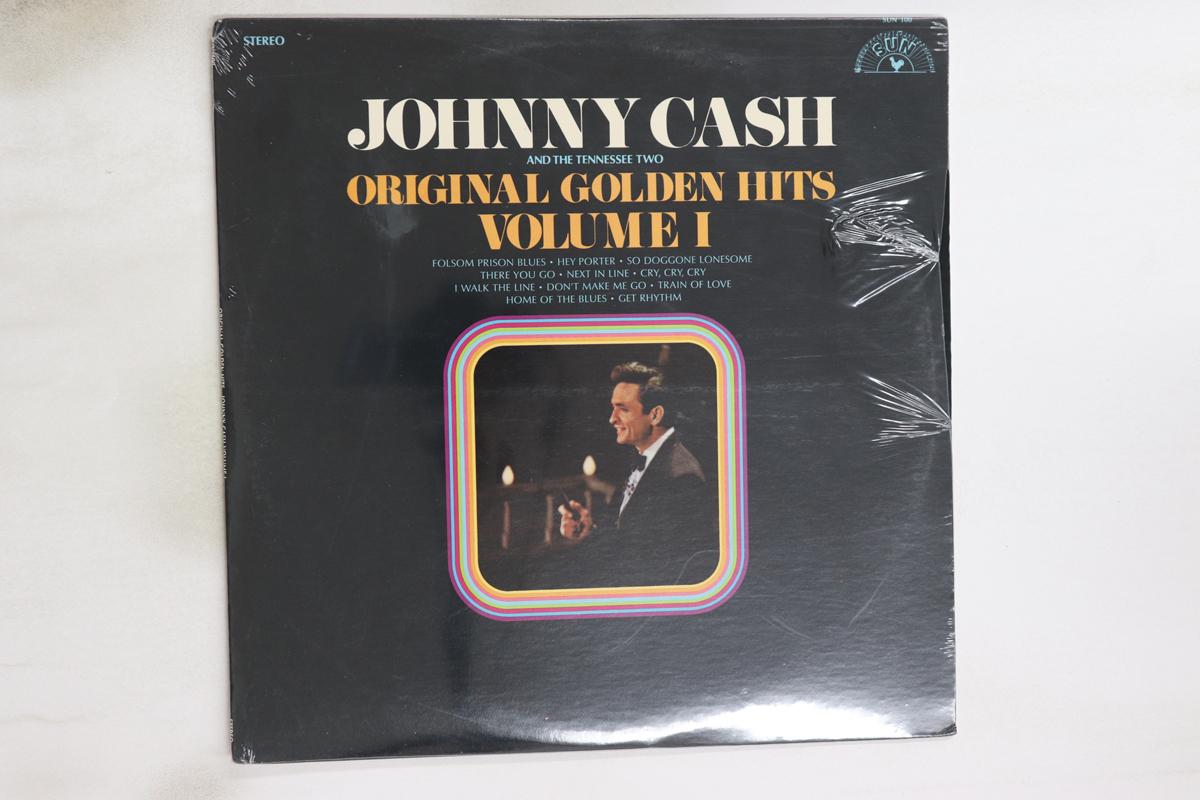 STEREO
SUN 100
SUN
JOHNNY CASH
AND THE TENNESSEE TWO
ORIGINAL GOLDEN HITS
VOLUME I
FOLSOM PRISON BLUES • HEY PORTER • SO DOGGONE LONESOME
THERE YOU GO • NEXT IN LINE • CRY, CRY, CRY
I WALK THE LINE • DON'T MAKE ME GO • TRAIN OF LOVE
HOME OF THE BLUES • GET RHYTHM